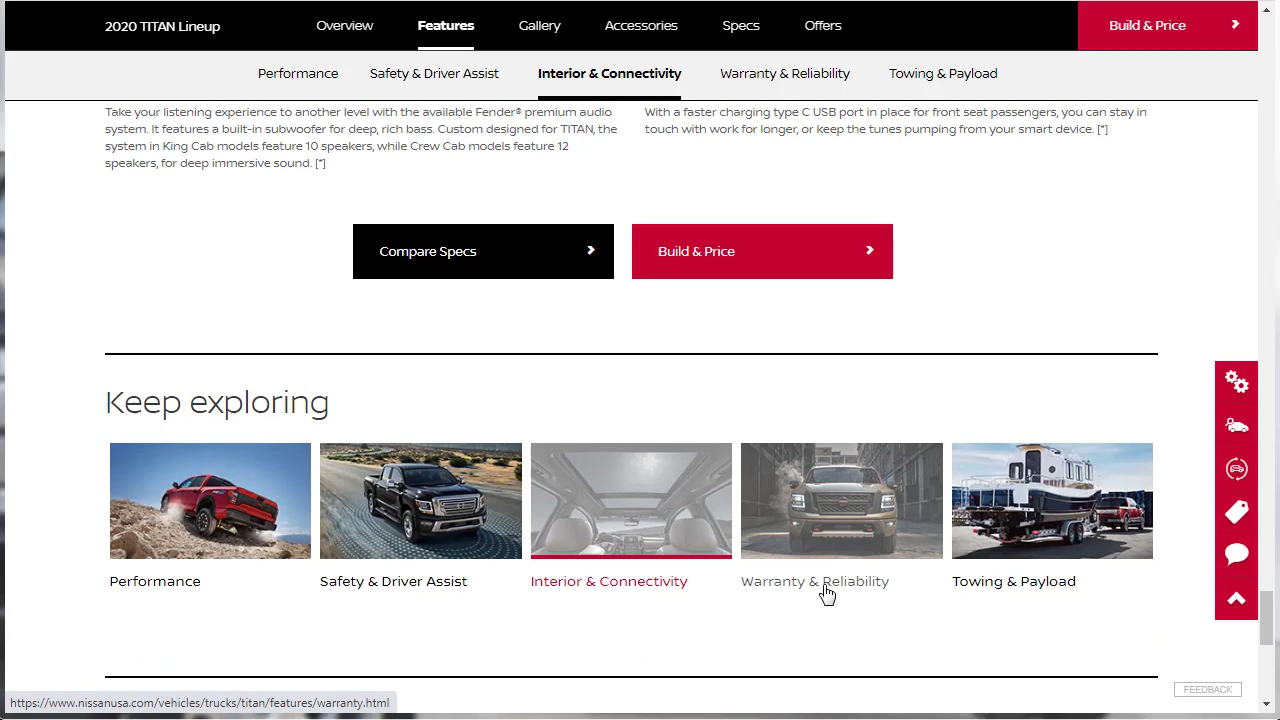 2020 TITAN Lineup
Overview
Features
Gallery
Accessories
Specs
Offers
Build & Price
Performance
Safety & Driver Assist
Interior & Connectivity
Warranty & Reliability
Towing & Payload
Take your listening experience to another level with the available Fender® premium audio
system. It features a built-in subwoofer for deep, rich bass. Custom designed for TITAN, the
system in King Cab models feature 10 speakers, while Crew Cab models feature 12
speakers, for deep immersive sound. [*]
With a faster charging type C USB port in place for front seat passengers, you can stay in
touch with work for longer, or keep the tunes pumping from your smart device. [*]
Compare Specs
Build & Price
Keep exploring
Performance
Safety & Driver Assist
Interior & Connectivity
Warranty & Reliability
Towing & Payload
FEEDBACK
https://www.nissanusa.com/vehicles/trucks/titan/features/warranty.html